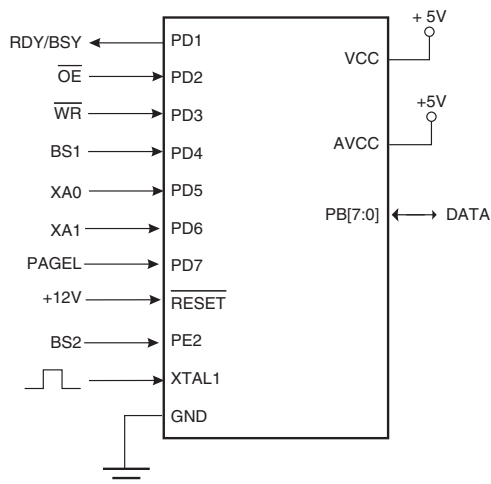 + 5V
RDY/BSY PD1
VCC
OE PD2
+5V
WR PD3
AVCC
BS1 PD4
XA0 PD5
PB[7:0] DATA
XA1 PD6
PAGEL PD7
+12V RESET
BS2 PE2
XTAL1
GND